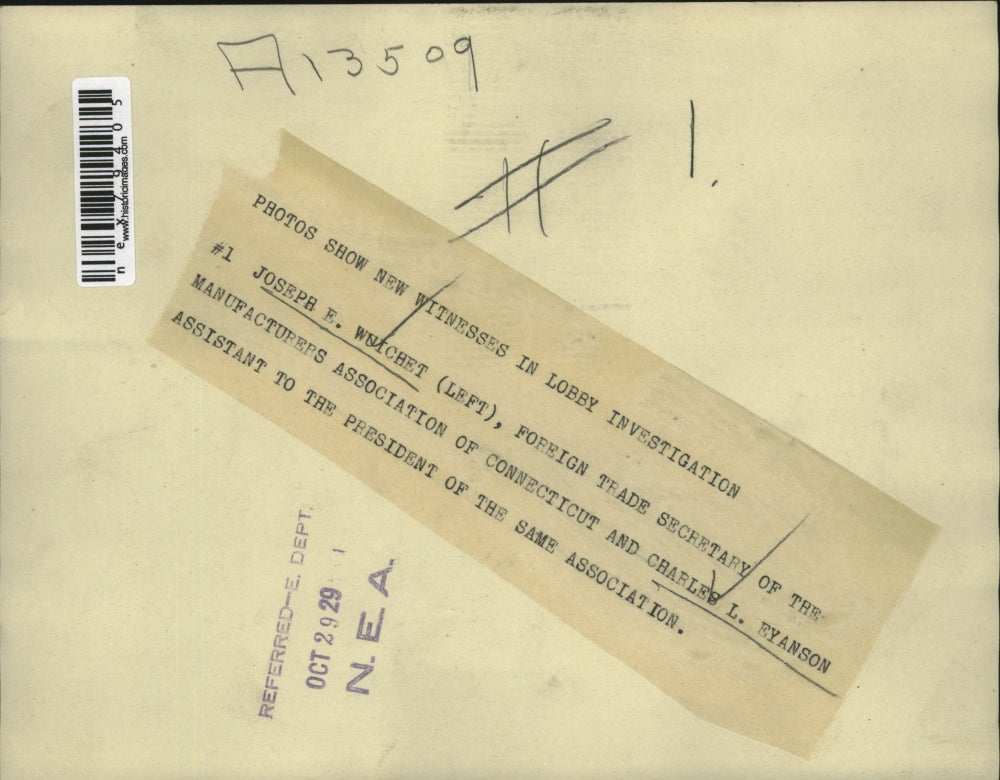 A13509
# 1.
PHOTOS SHOW NEW WITNESSES IN LOBBY INVESTIGATION
#1 JOSEPH E. WUICHET (LEFT), FOREIGN TRADE SECRETARY OF THE
MANUFACTURERS ASSOCIATION OF CONNECTICUT AND CHARLES L. EYANSON
ASSISTANT TO THE PRESIDENT OF THE SAME ASSOCIATION.
REFERRED—E. DEPT.
OCT 29 29 1
N. E. A.
www.historicimages.com